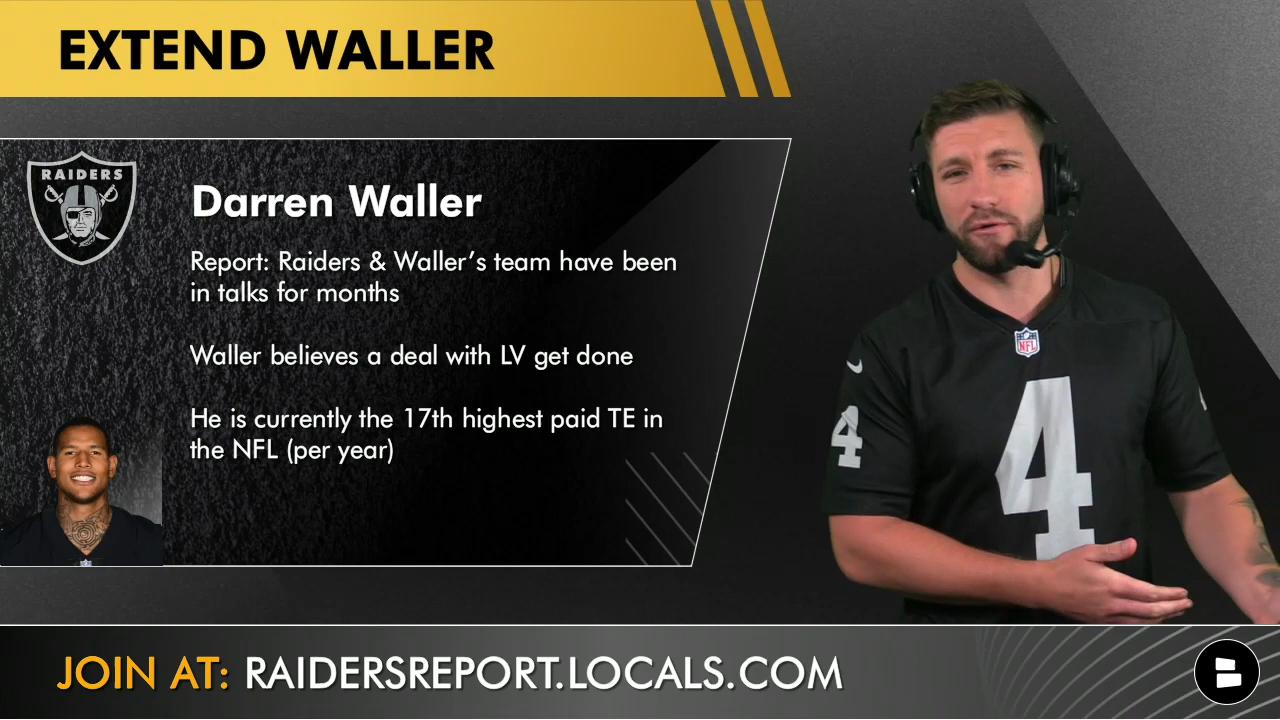 EXTEND WALLER
RAIDERS
Darren Waller
Report: Raiders & Waller's team have been
in talks for months
Waller believes a deal with LV get done
He is currently the 17th highest paid TE in
the NFL (per year)
NFL
4
4
JOIN AT: RAIDERSREPORT.LOCALS.COM